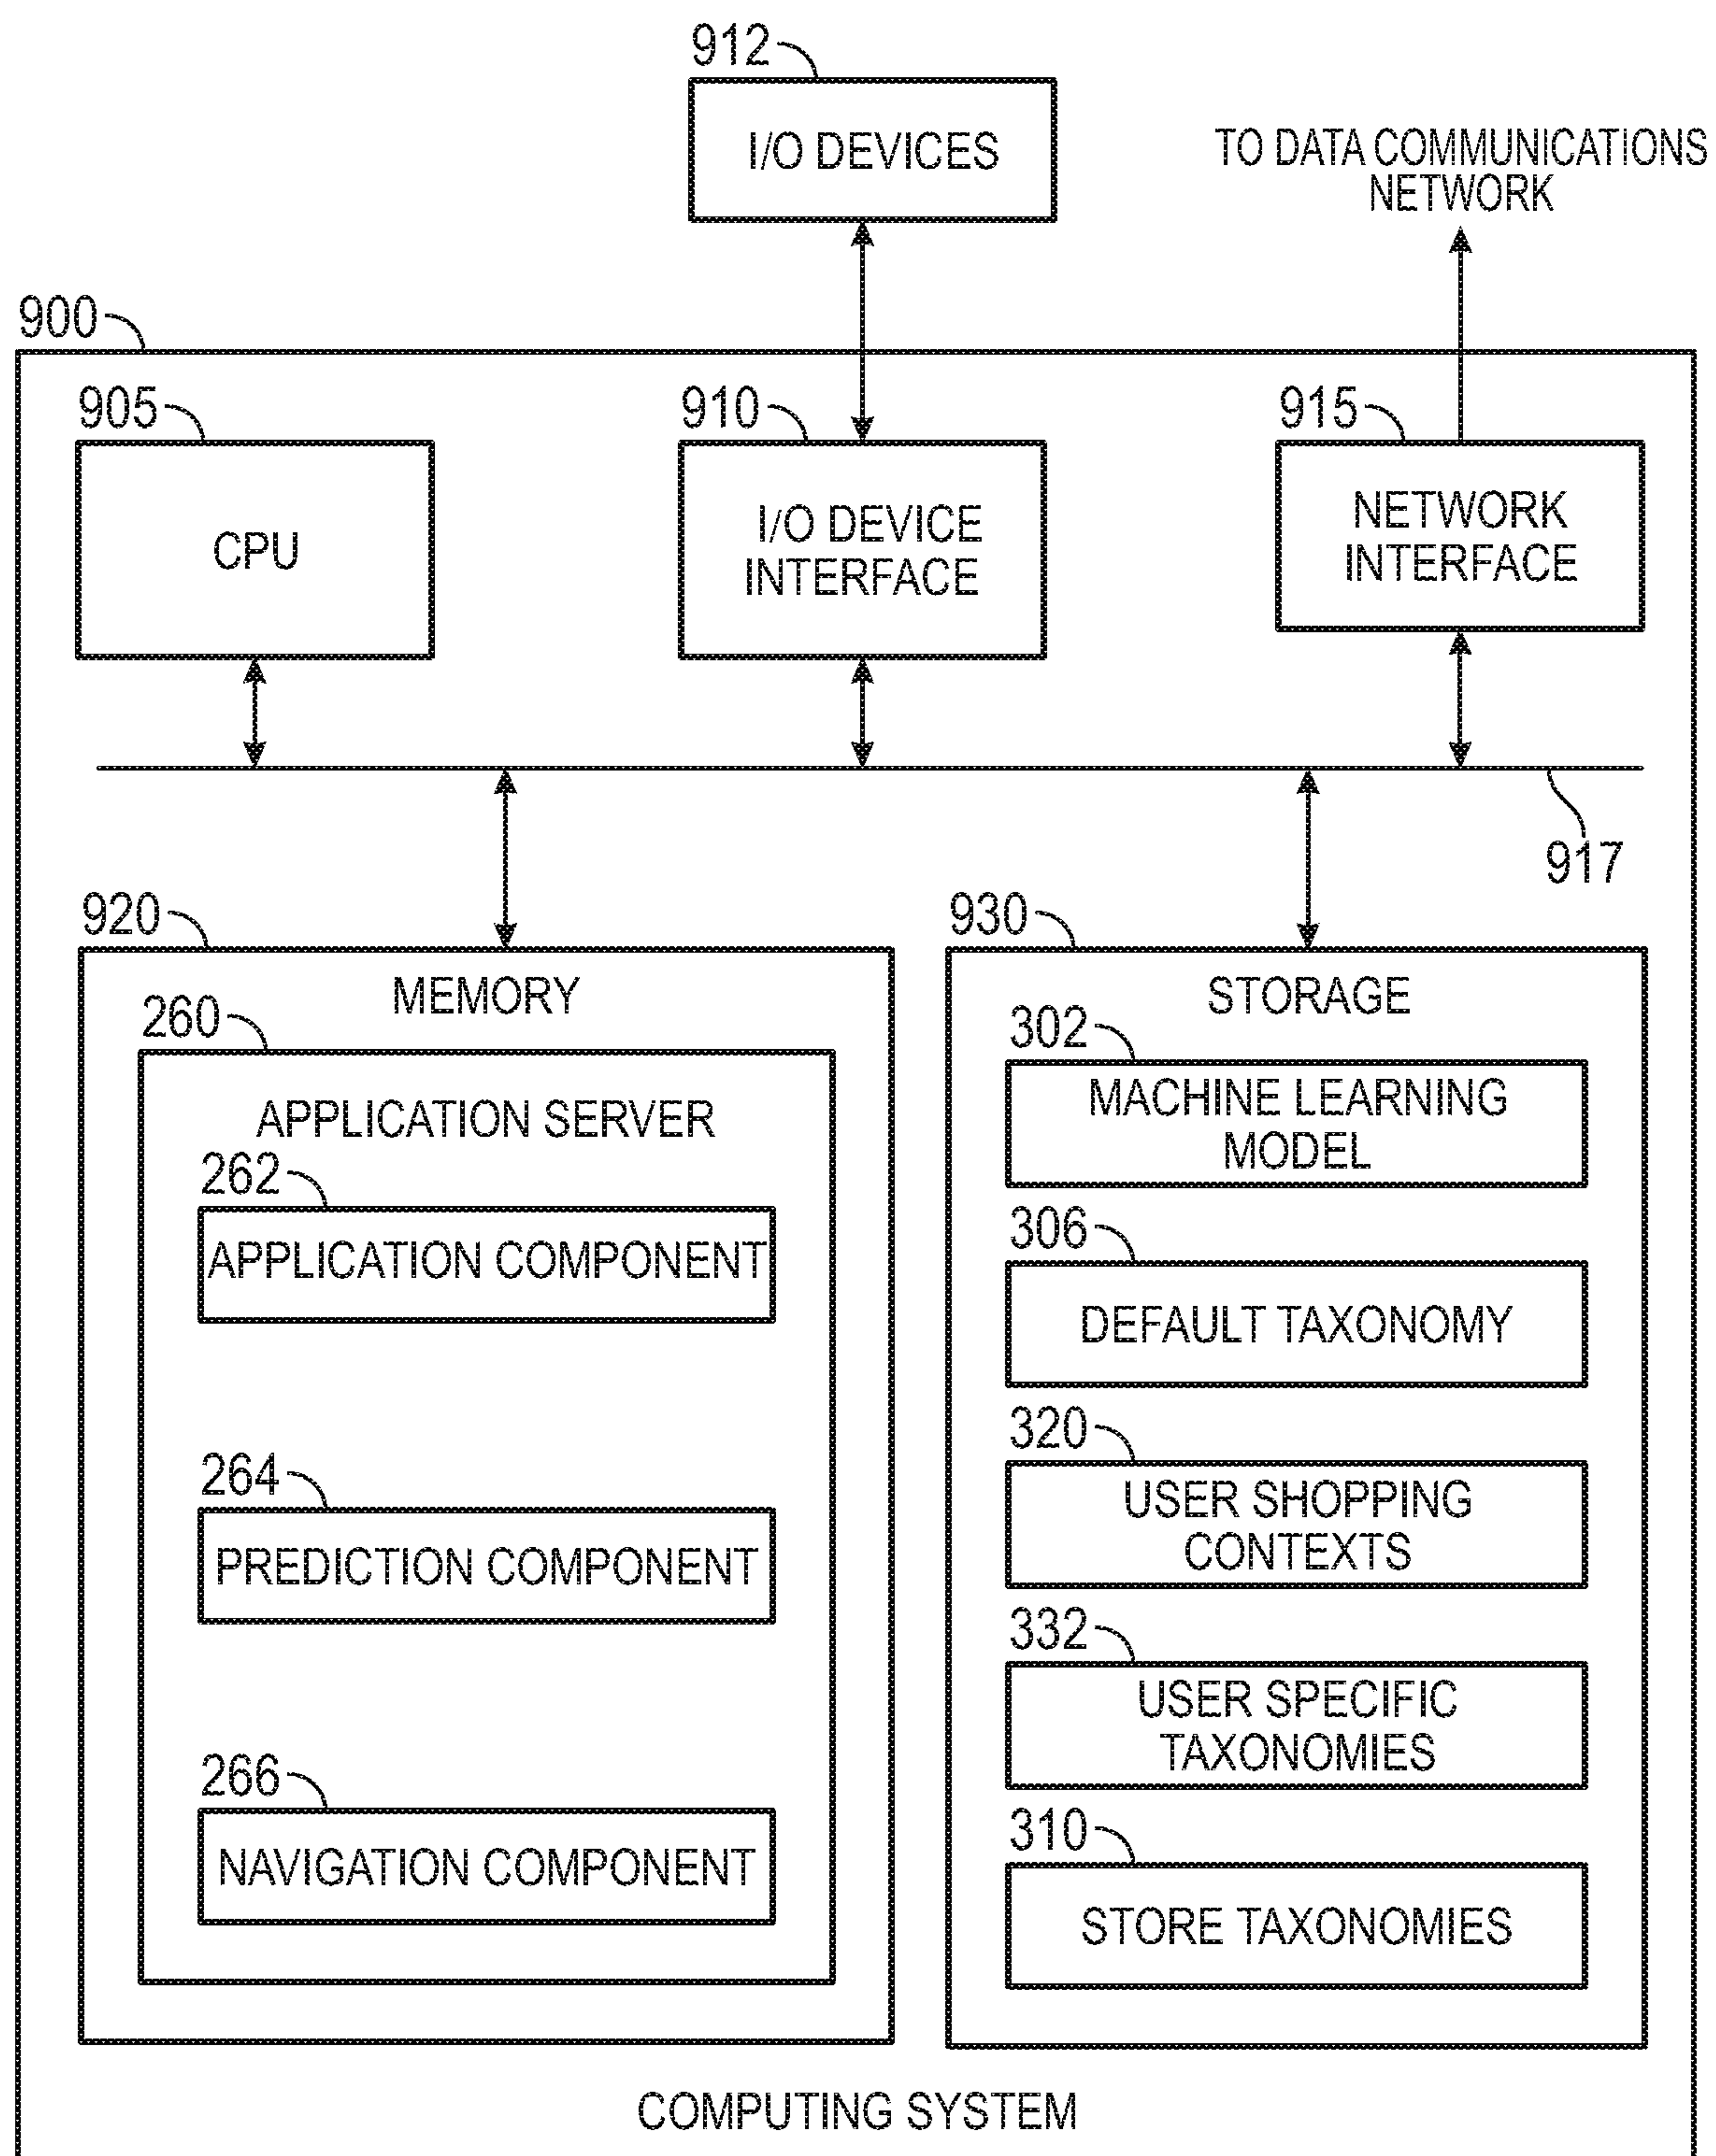 912
I/O DEVICES
TO DATA COMMUNICATIONS
NETWORK
900
905
910
915
CPU
I/O DEVICE
INTERFACE
NETWORK
INTERFACE
917
920
930
MEMORY
STORAGE
260
APPLICATION SERVER
262
APPLICATION COMPONENT
264
PREDICTION COMPONENT
266
NAVIGATION COMPONENT
302
MACHINE LEARNING
MODEL
306
DEFAULT TAXONOMY
320
USER SHOPPING
CONTEXTS
332
USER SPECIFIC
TAXONOMIES
310
STORE TAXONOMIES
COMPUTING SYSTEM